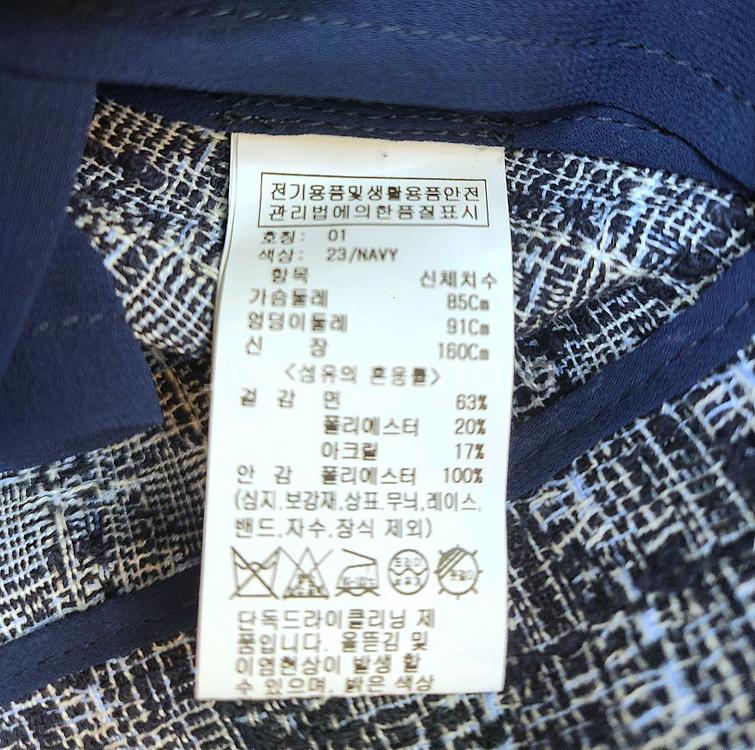 전기용품및생활용품안전
관리법에의한품질표시
호칭: 01
색상: 23/NAVY
항목 신체치수
가슴둘레 85Cm
엉덩이둘레 91Cm
신 장 160Cm
<섬유의 혼용률>
겉 감 면 63%
폴리에스터 20%
아크릴 17%
안 감 폴리에스터 100%
(심지.보강재,상표.무늬,레이스,
밴드.자수.장식 제외)
드라이
단독드라이클리닝 제
품입니다. 올뜯김 및
이염현상이 발생 할
수 있으며, 밝은 색상